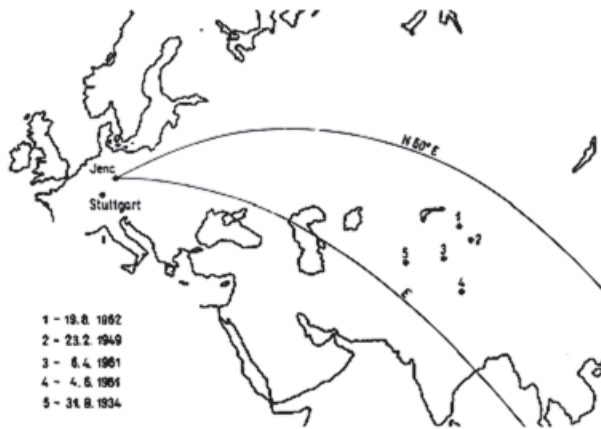 N 60° E
Jena
Stuttgart
1
2
3
5
4
E
1 - 19.8. 1962
2 - 23.2. 1949
3 - 6.4. 1961
4 - 4.6. 1961
5 - 31.8. 1934